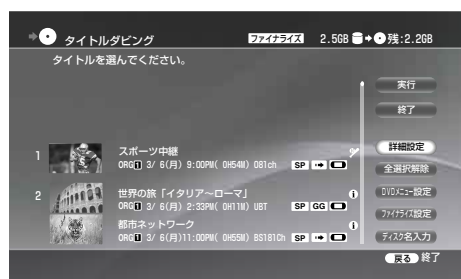 タイトルダビング ファイナライズ 2.5GB 残:2.2GB
タイトルを選んでください。
実行
終了
1 スポーツ中継
ORG1 3/ 6(月) 9:00PM( 0H54M) 081ch SP
詳細設定
全選択解除
2 世界の旅「イタリア～ローマ」
ORG1 3/ 6(月) 2:33PM( 0H11M) UBT SP GG
DVDメニュー設定
都市ネットワーク
ORG1 3/ 6(月)11:00PM( 0H55M) BS181Ch SP
ファイナライズ設定
ディスク名入力
戻る 終了